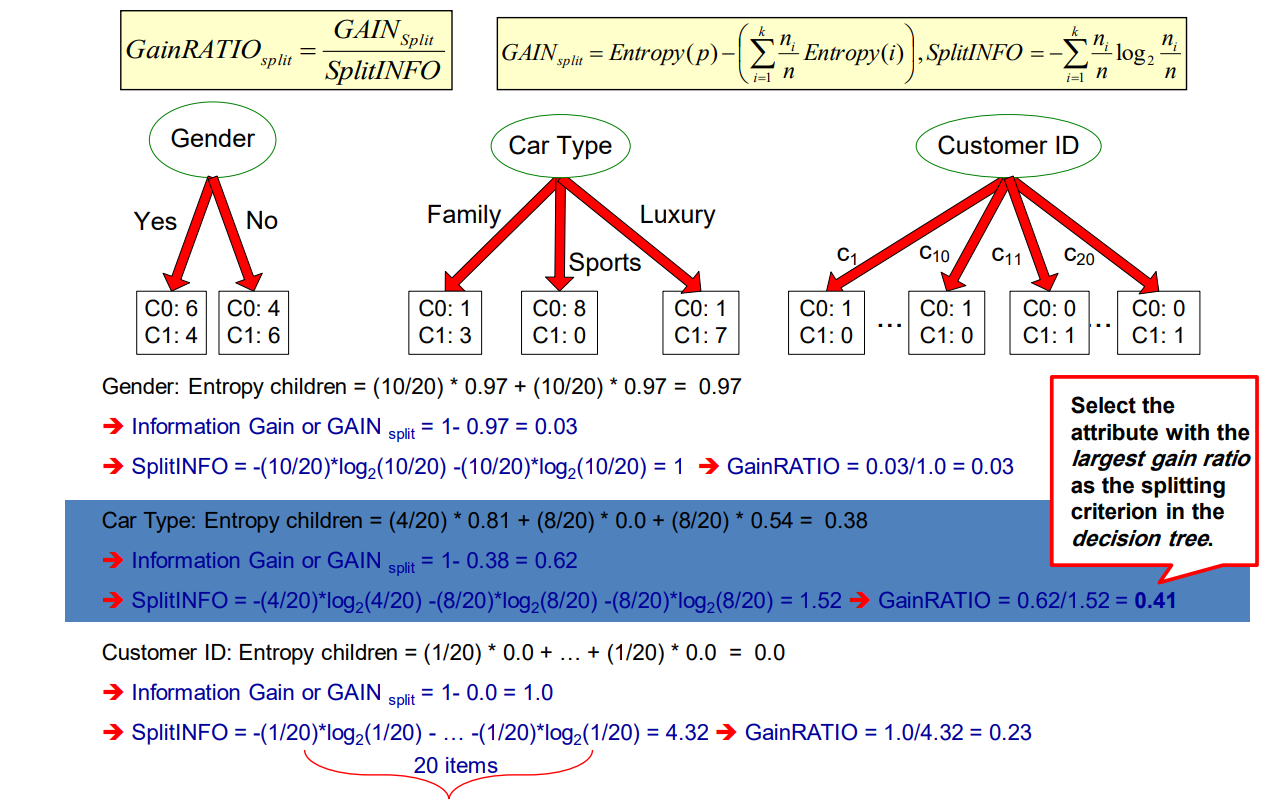 GainRATIO_split = GAIN_Split / SplitINFO
GAIN_split = Entropy(p) − (∑_{i=1}^{k} n_i/n Entropy(i)), SplitINFO = −∑_{i=1}^{k} n_i/n log₂ n_i/n
Gender
Car Type
Customer ID
Yes
No
Family
Sports
Luxury
c₁
c₁₀
c₁₁
c₂₀
C0: 6
C1: 4
C0: 4
C1: 6
C0: 1
C1: 3
C0: 8
C1: 0
C0: 1
C1: 7
C0: 1
C1: 0
...
C0: 1
C1: 0
C0: 0
C1: 1
...
C0: 0
C1: 1
Gender: Entropy children = (10/20) * 0.97 + (10/20) * 0.97 = 0.97
➔ Information Gain or GAIN split = 1- 0.97 = 0.03
➔ SplitINFO = -(10/20)*log₂(10/20) -(10/20)*log₂(10/20) = 1 ➔ GainRATIO = 0.03/1.0 = 0.03
Select the
attribute with the
largest gain ratio
as the splitting
criterion in the
decision tree.
Car Type: Entropy children = (4/20) * 0.81 + (8/20) * 0.0 + (8/20) * 0.54 = 0.38
➔ Information Gain or GAIN split = 1- 0.38 = 0.62
➔ SplitINFO = -(4/20)*log₂(4/20) -(8/20)*log₂(8/20) -(8/20)*log₂(8/20) = 1.52 ➔ GainRATIO = 0.62/1.52 = 0.41
Customer ID: Entropy children = (1/20) * 0.0 + … + (1/20) * 0.0 = 0.0
➔ Information Gain or GAIN split = 1- 0.0 = 1.0
➔ SplitINFO = -(1/20)*log₂(1/20) - … -(1/20)*log₂(1/20) = 4.32 ➔ GainRATIO = 1.0/4.32 = 0.23
20 items